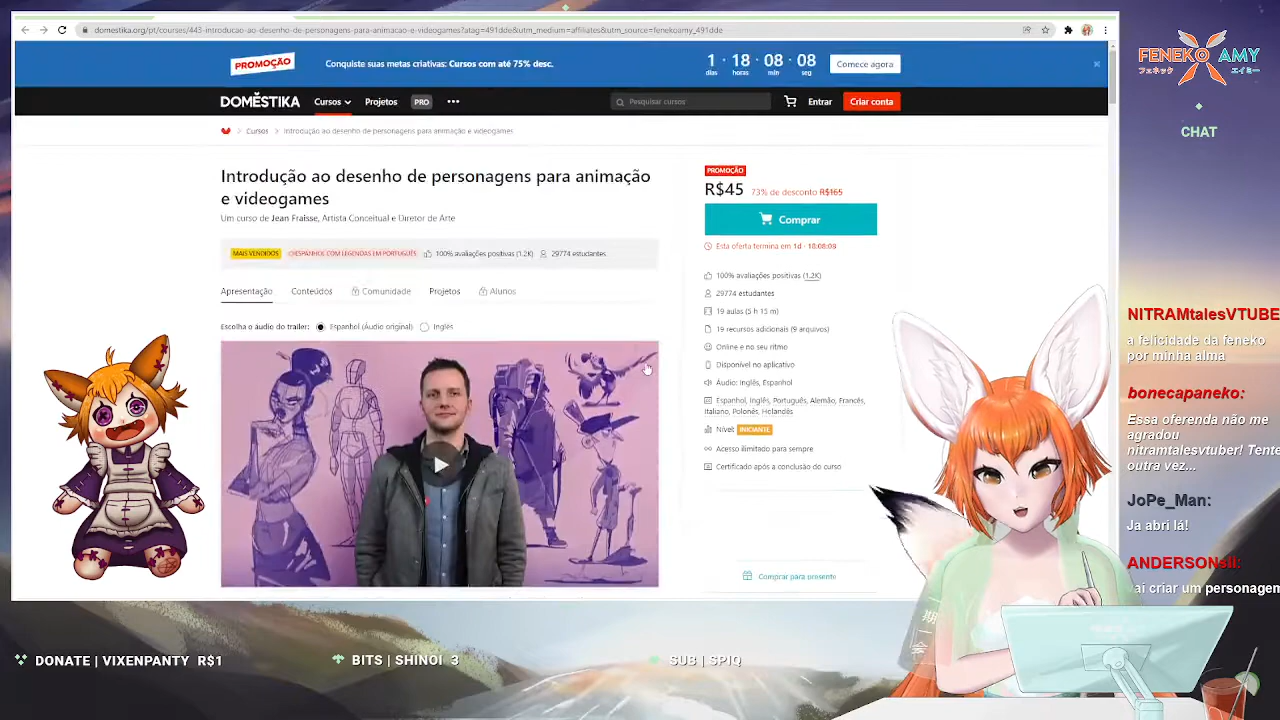 domestika.org/pt/courses/443-introducao-ao-desenho-de-personagens-para-animacao-e-videogames?atag=491dde&utm_medium=affiliates&utm_source=fenekoamy_491dde
PROMOÇÃO
Conquiste suas metas criativas: Cursos com até 75% desc.
1 : 18 : 08 : 08
dias horas min seg
Comece agora
DOMESTIKA
Cursos
Projetos
PRO
Pesquisar cursos
Entrar
Criar conta
Cursos > Introdução ao desenho de personagens para animação e videogames
Introdução ao desenho de personagens para animação
e videogames
Um curso de Jean Fraisse, Artista Conceitual e Diretor de Arte
MAIS VENDIDOS
ESPANHOL COM LEGENDAS EM PORTUGUÊS
100% avaliações positivas (1.2K)
29774 estudantes
Apresentação
Conteúdos
Comunidade
Projetos
Alunos
Escolha o áudio do trailer:
Espanhol (Áudio original)
Inglês
PROMOÇÃO
R$45 73% de desconto R$165
Comprar
Esta oferta termina em 1d - 18:08:08
100% avaliações positivas (1.2K)
29774 estudantes
19 aulas (5 h 15 m)
19 recursos adicionais (9 arquivos)
Online e no seu ritmo
Disponível no aplicativo
Áudio: Inglês, Espanhol
Espanhol, Inglês, Português, Alemão, Francês,
Italiano, Polonês, Holandês
Nível: INICIANTE
Acesso ilimitado para sempre
Certificado após a conclusão do curso
Comprar para presente
FENEKO AMY
CHAT
NITRAMtalesVTUBE
a felicidade da feneko
por minha alma
bonecapaneko:
Essa oferenda não me
agradou
nitramtalesvtuber! Tente
outra vez...
JoPe_Man:
Ja abri lá!
ANDERSONsii:
vai criar um personagem
DONATE | VIXENPANTY R$1
BITS | SHINOI 3
SUB | SPIQ